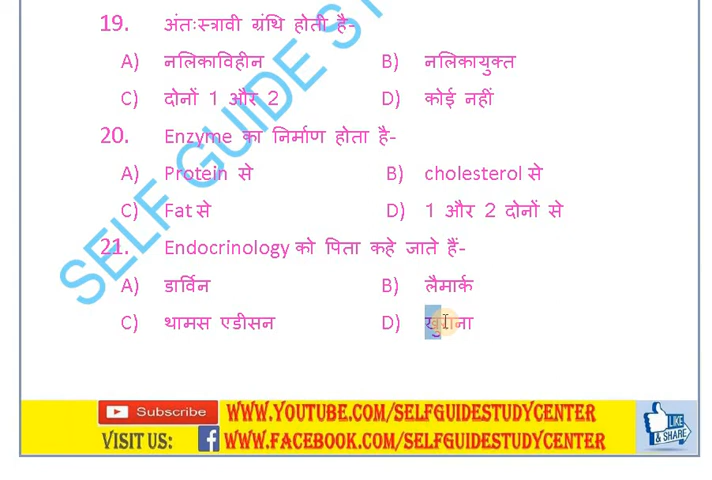 19. अंतःस्त्रावी ग्रंथि होती है-
A) नलिकाविहीन B) नलिकायुक्त
C) दोनों 1 और 2 D) कोई नहीं
20. Enzyme का निर्माण होता है-
A) Protein से B) cholesterol से
C) Fat से D) 1 और 2 दोनों से
21. Endocrinology को पिता कहे जाते हैं-
A) डार्विन B) लैमार्क
C) थामस एडीसन D) खुराना
SELF GUIDE ST
Subscribe WWW.YOUTUBE.COM/SELFGUIDESTUDYCENTER
VISIT US: f WWW.FACEBOOK.COM/SELFGUIDESTUDYCENTER
LIKE
& SHARE